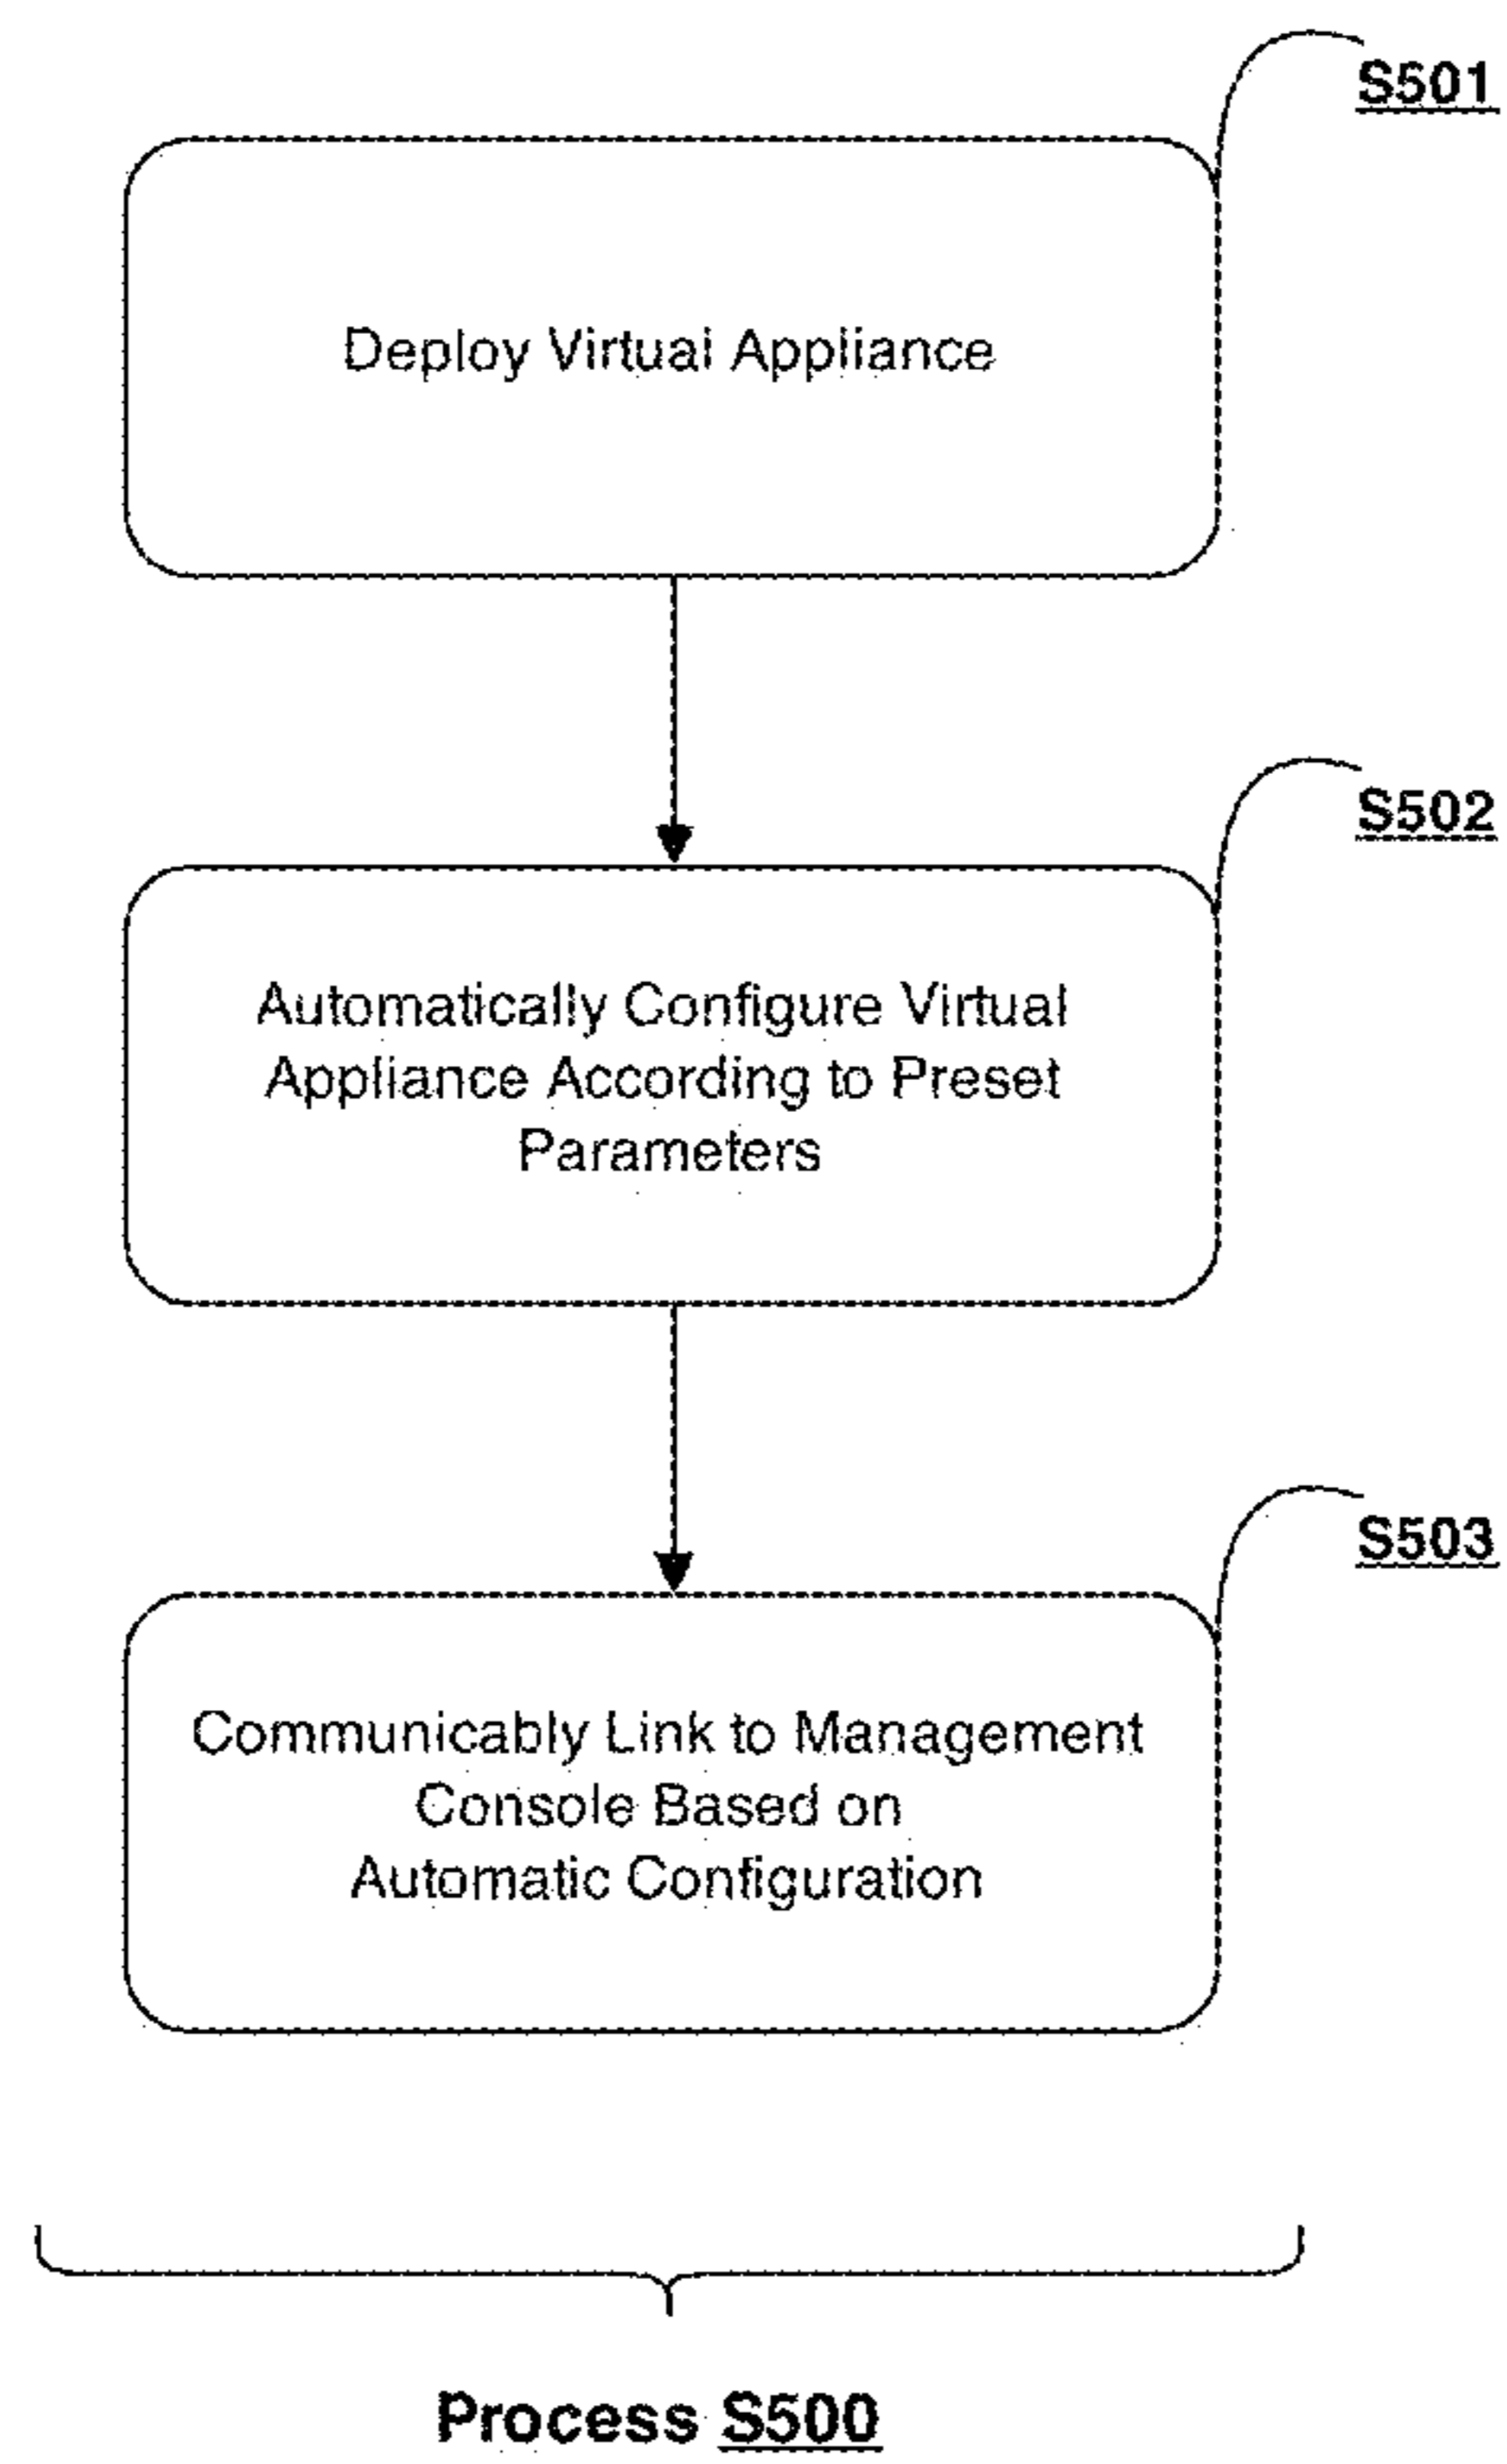 S501
Deploy Virtual Appliance
S502
Automatically Configure Virtual
Appliance According to Preset
Parameters
S503
Communicably Link to Management
Console Based on
Automatic Configuration
Process S500